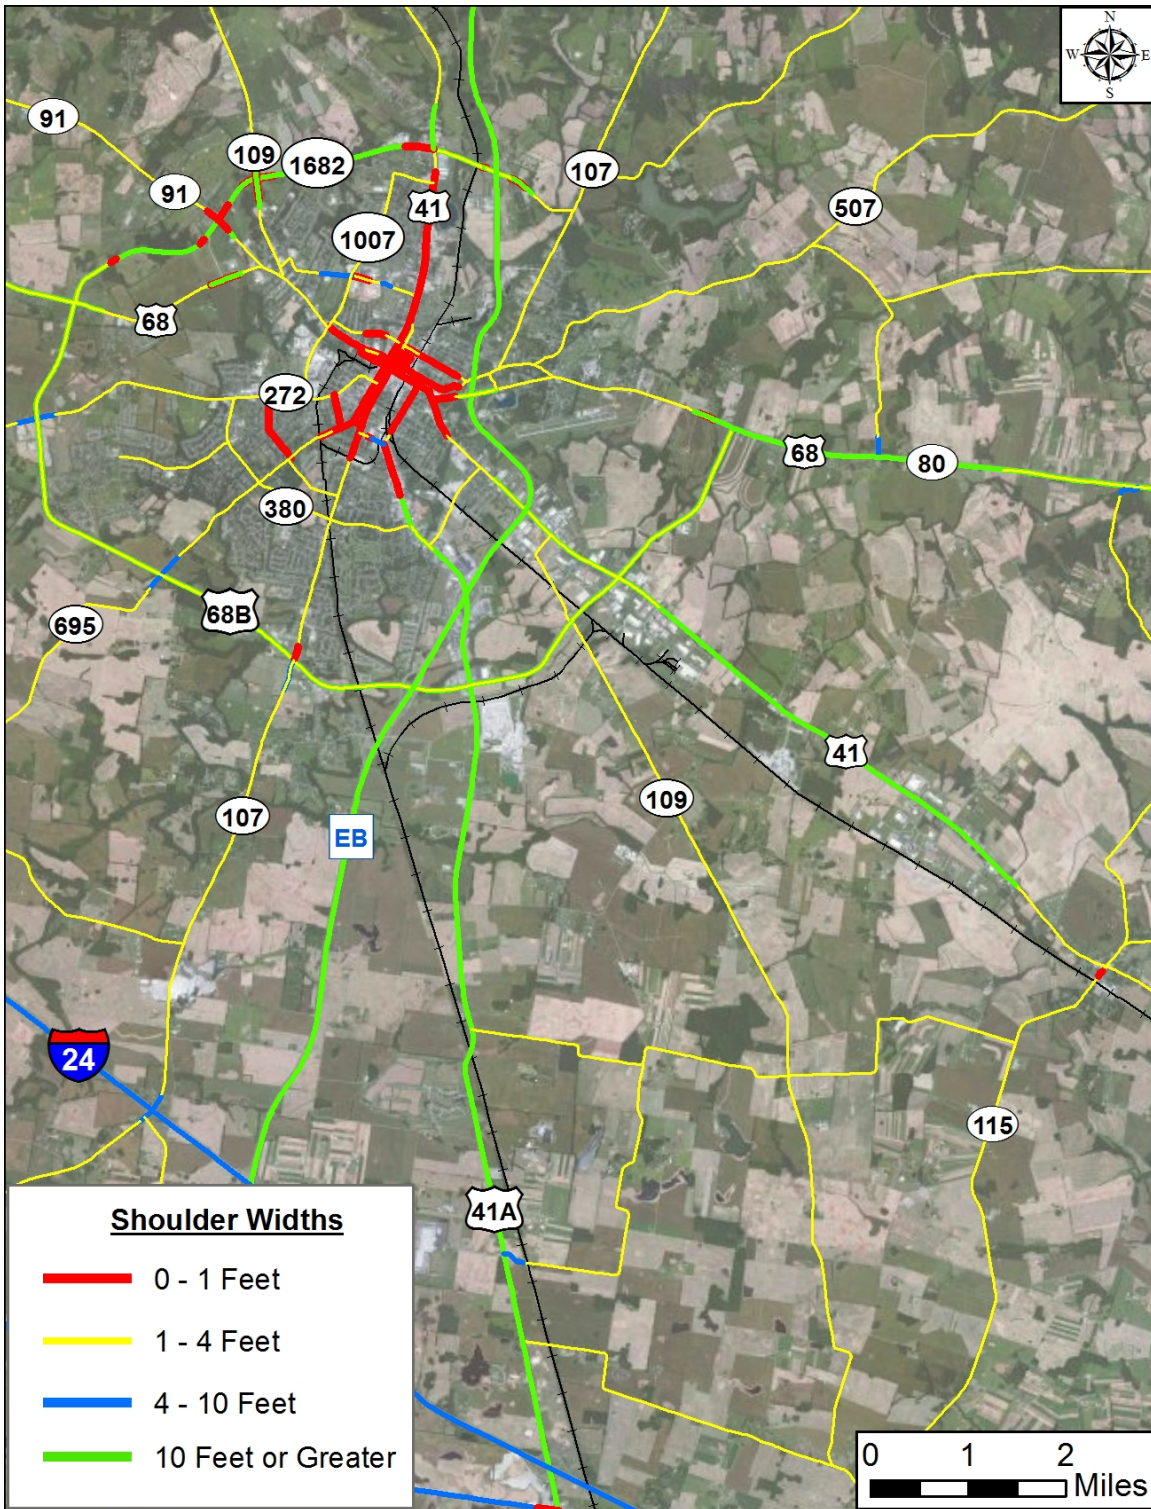 N
W E
S
91
109
1682
107
91
41
507
1007
68
272
68
80
380
68B
695
41
109
107
EB
24
115
41A
Shoulder Widths
0 - 1 Feet
1 - 4 Feet
4 - 10 Feet
10 Feet or Greater
0 1 2
Miles